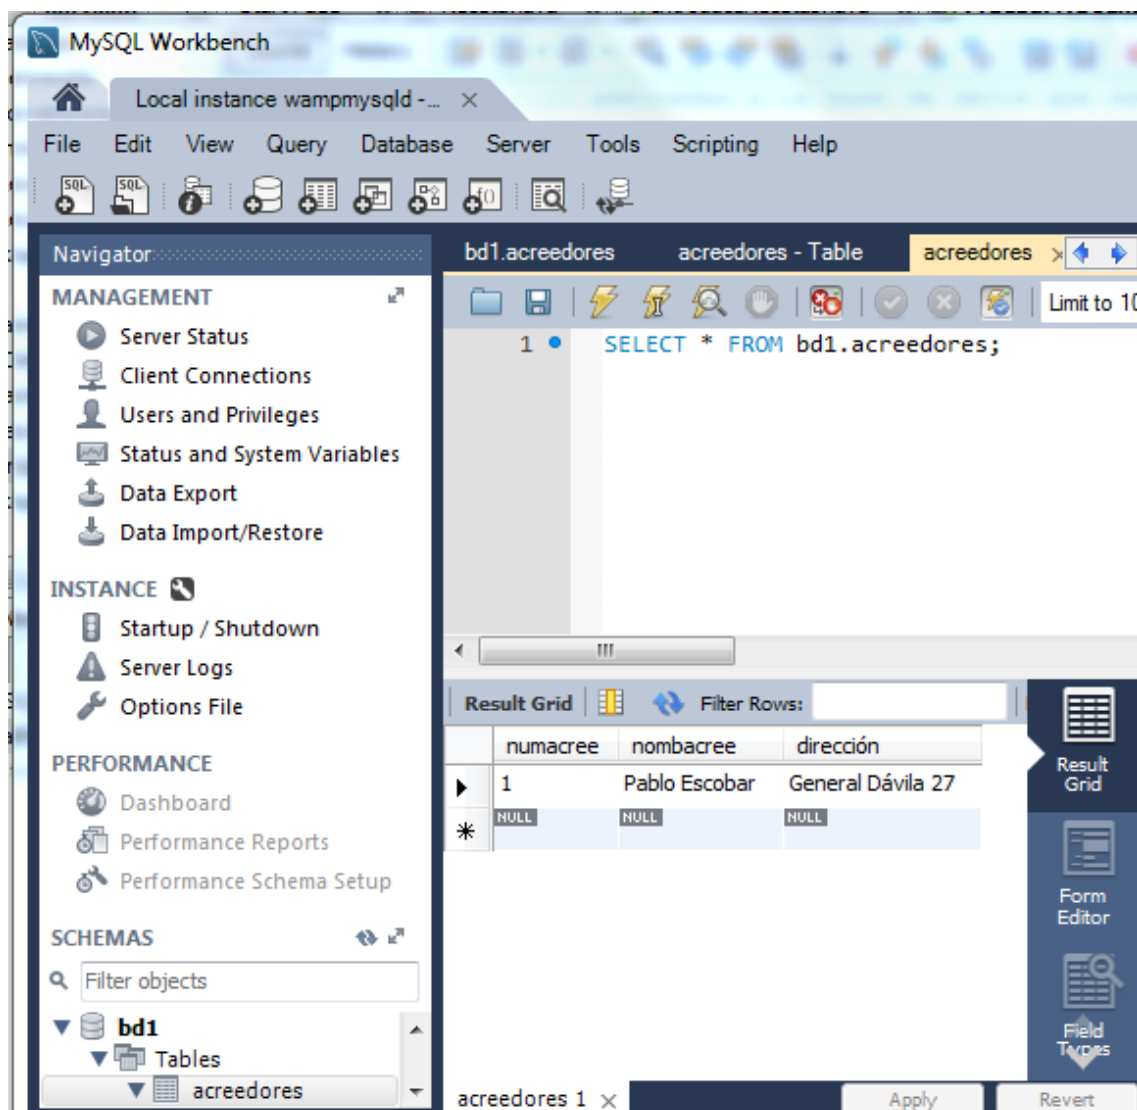 MySQL Workbench
Local instance wampmysqld -...
File Edit View Query Database Server Tools Scripting Help
Navigator
MANAGEMENT
Server Status
Client Connections
Users and Privileges
Status and System Variables
Data Export
Data Import/Restore
INSTANCE
Startup / Shutdown
Server Logs
Options File
PERFORMANCE
Dashboard
Performance Reports
Performance Schema Setup
SCHEMAS
Filter objects
bd1
Tables
acreedores
bd1.acreedores acreedores - Table acreedores
Limit to 10
1 SELECT * FROM bd1.acreedores;
Result Grid Filter Rows:
numacree nombacree dirección
1 Pablo Escobar General Dávila 27
NULL NULL NULL
Result
Grid
Form
Editor
Field
Types
acreedores 1
Apply Revert